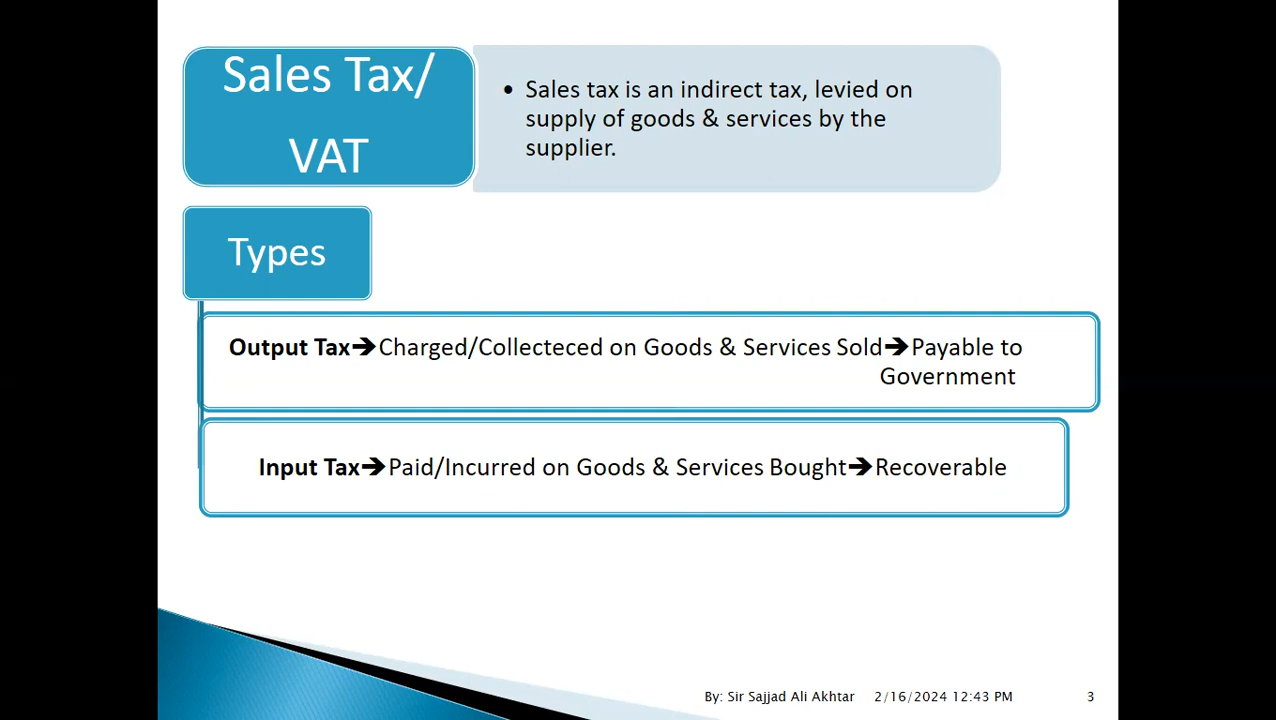 Sales Tax/
VAT
• Sales tax is an indirect tax, levied on
supply of goods & services by the
supplier.
Types
Output Tax➔Charged/Collecteced on Goods & Services Sold➔Payable to
Government
Input Tax➔Paid/Incurred on Goods & Services Bought➔Recoverable
By: Sir Sajjad Ali Akhtar 2/16/2024 12:43 PM 3